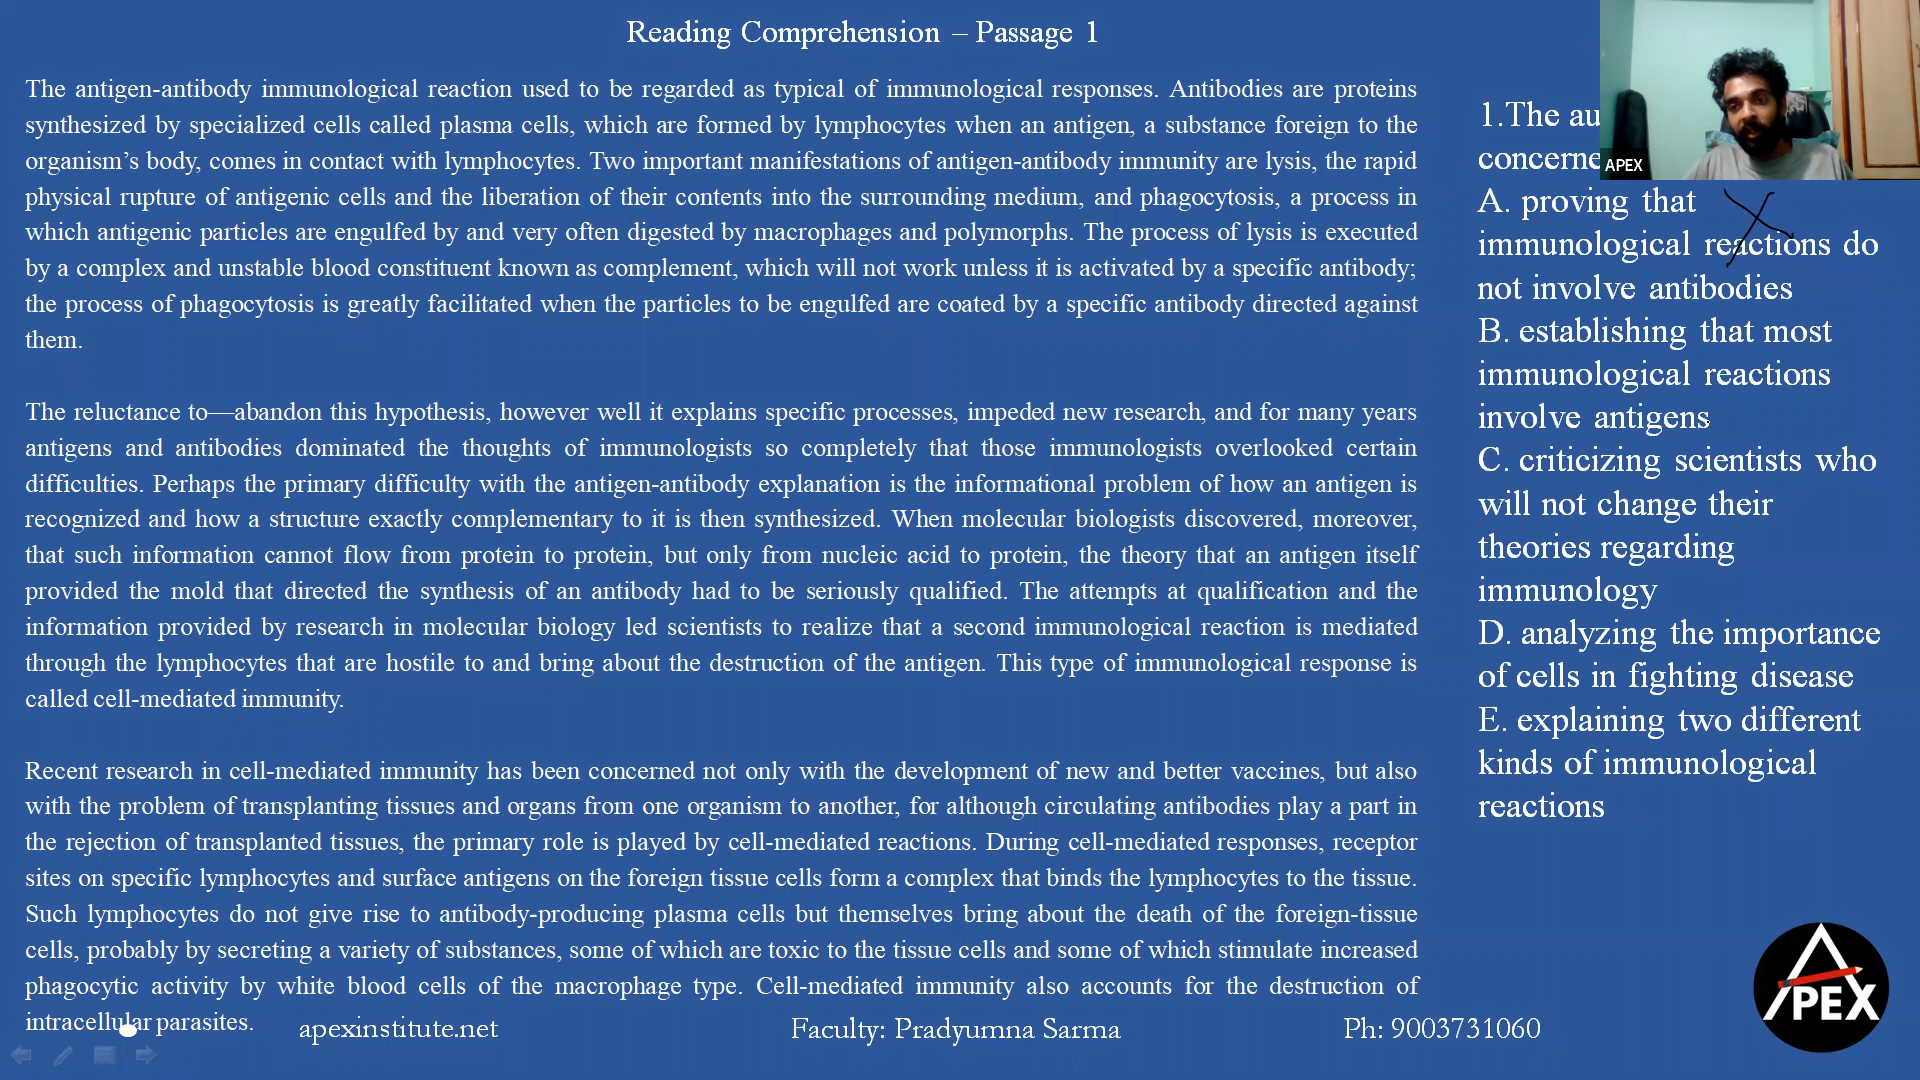 Reading Comprehension – Passage 1
The antigen-antibody immunological reaction used to be regarded as typical of immunological responses. Antibodies are proteins
synthesized by specialized cells called plasma cells, which are formed by lymphocytes when an antigen, a substance foreign to the
organism’s body, comes in contact with lymphocytes. Two important manifestations of antigen-antibody immunity are lysis, the rapid
physical rupture of antigenic cells and the liberation of their contents into the surrounding medium, and phagocytosis, a process in
which antigenic particles are engulfed by and very often digested by macrophages and polymorphs. The process of lysis is executed
by a complex and unstable blood constituent known as complement, which will not work unless it is activated by a specific antibody;
the process of phagocytosis is greatly facilitated when the particles to be engulfed are coated by a specific antibody directed against
them.
The reluctance to—abandon this hypothesis, however well it explains specific processes, impeded new research, and for many years
antigens and antibodies dominated the thoughts of immunologists so completely that those immunologists overlooked certain
difficulties. Perhaps the primary difficulty with the antigen-antibody explanation is the informational problem of how an antigen is
recognized and how a structure exactly complementary to it is then synthesized. When molecular biologists discovered, moreover,
that such information cannot flow from protein to protein, but only from nucleic acid to protein, the theory that an antigen itself
provided the mold that directed the synthesis of an antibody had to be seriously qualified. The attempts at qualification and the
information provided by research in molecular biology led scientists to realize that a second immunological reaction is mediated
through the lymphocytes that are hostile to and bring about the destruction of the antigen. This type of immunological response is
called cell-mediated immunity.
Recent research in cell-mediated immunity has been concerned not only with the development of new and better vaccines, but also
with the problem of transplanting tissues and organs from one organism to another, for although circulating antibodies play a part in
the rejection of transplanted tissues, the primary role is played by cell-mediated reactions. During cell-mediated responses, receptor
sites on specific lymphocytes and surface antigens on the foreign tissue cells form a complex that binds the lymphocytes to the tissue.
Such lymphocytes do not give rise to antibody-producing plasma cells but themselves bring about the death of the foreign-tissue
cells, probably by secreting a variety of substances, some of which are toxic to the tissue cells and some of which stimulate increased
phagocytic activity by white blood cells of the macrophage type. Cell-mediated immunity also accounts for the destruction of
intracellular parasites.
1.The au
concerne
A. proving that
immunological reactions do
not involve antibodies
B. establishing that most
immunological reactions
involve antigens
C. criticizing scientists who
will not change their
theories regarding
immunology
D. analyzing the importance
of cells in fighting disease
E. explaining two different
kinds of immunological
reactions
APEX
apexinstitute.net
Faculty: Pradyumna Sarma
Ph: 9003731060
APEX